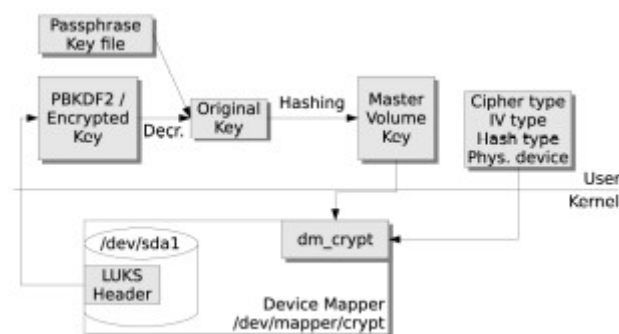 Passphrase
Key file
PBKDF2 /
Encrypted
Key
Decr.
Original
Key
Hashing
Master
Volume
Key
Cipher type
IV type
Hash type
Phys. device
User
Kernel
/dev/sda1
LUKS
Header
dm_crypt
Device Mapper
/dev/mapper/crypt